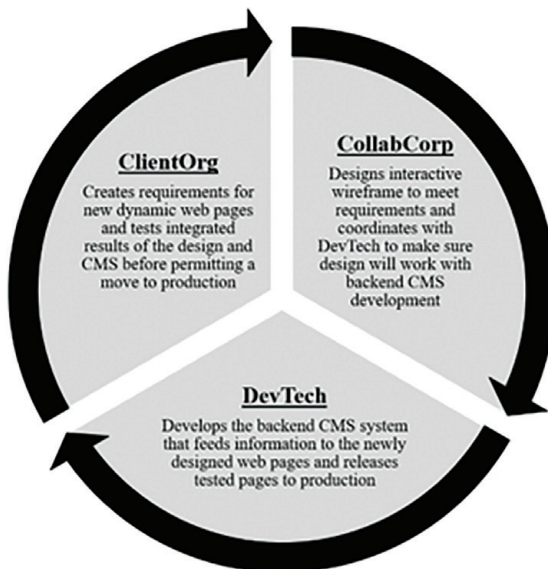 ClientOrg
Creates requirements for
new dynamic web pages
and tests integrated
results of the design and
CMS before permitting a
move to production
CollabCorp
Designs interactive
wireframe to meet
requirements and
coordinates with
DevTech to make sure
design will work with
backend CMS
development
DevTech
Develops the backend CMS system
that feeds information to the newly
designed web pages and releases
tested pages to production